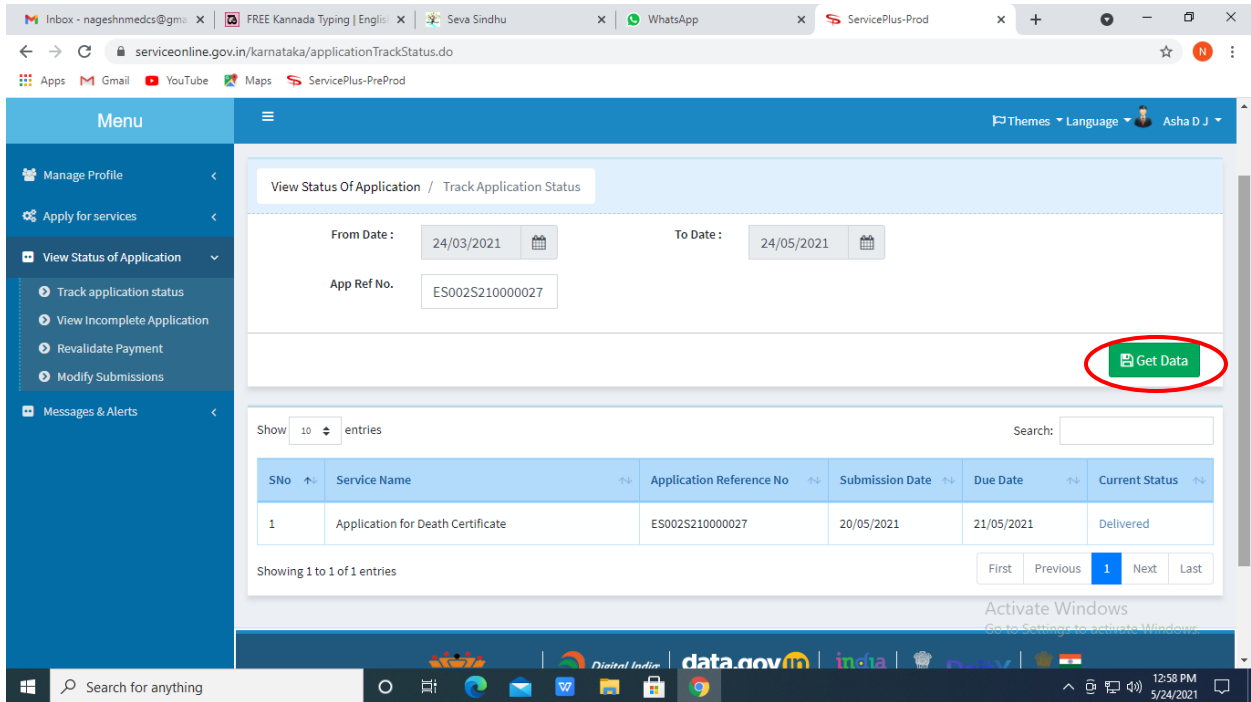 Inbox - nageshnmedcs@gma
FREE Kannada Typing | Englis
Seva Sindhu
WhatsApp
ServicePlus-Prod
serviceonline.gov.in/karnataka/applicationTrackStatus.do
N
Apps Gmail YouTube Maps ServicePlus-PreProd
Menu
Themes Language Asha D J
Manage Profile
Apply for services
View Status of Application
Track application status
View Incomplete Application
Revalidate Payment
Modify Submissions
Messages & Alerts
View Status Of Application / Track Application Status
From Date : 24/03/2021 To Date : 24/05/2021
App Ref No. ES002S210000027
Get Data
Show 10 entries Search:
SNo Service Name Application Reference No Submission Date Due Date Current Status
1 Application for Death Certificate ES002S210000027 20/05/2021 21/05/2021 Delivered
Showing 1 to 1 of 1 entries First Previous 1 Next Last
Activate Windows
Go to Settings to activate Windows.
Digital India data.gov in india
Search for anything
12:58 PM
5/24/2021